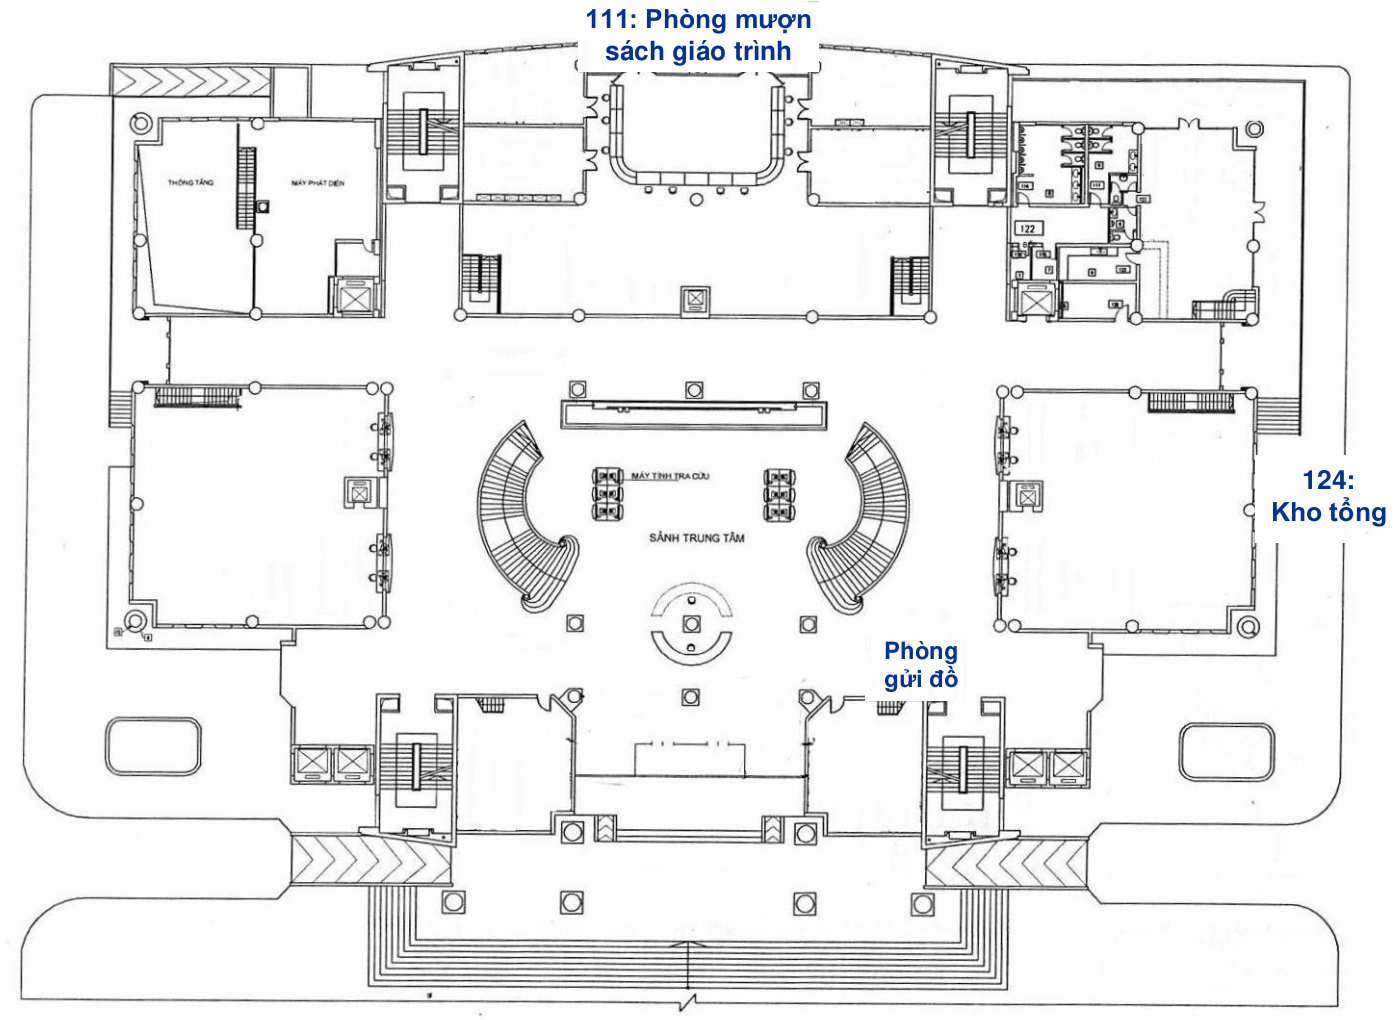 111: Phòng mượn
sách giáo trình
THÔNG TẦNG
MÁY PHÁT DIỆN
122
124:
Kho tổng
MÁY TÍNH TRA CỨU
SẢNH TRUNG TÂM
Phòng
gửi đồ